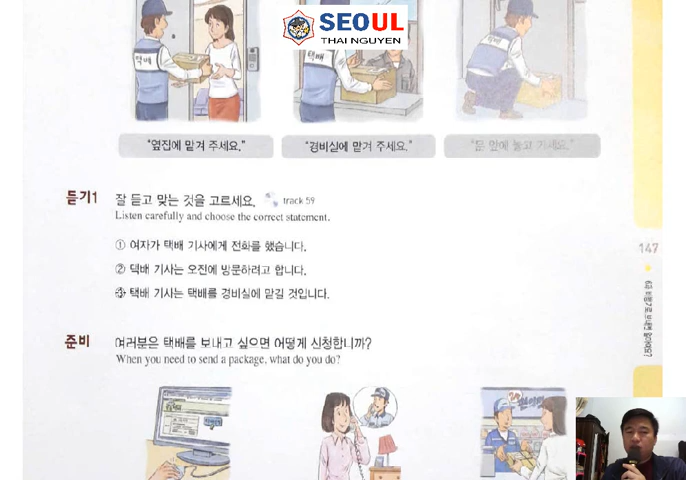 SEOUL
THAI NGUYEN
택배
택배
택배
"옆집에 맡겨 주세요."
"경비실에 맡겨 주세요."
"문 앞에 놓고 가세요."
듣기1
잘 듣고 맞는 것을 고르세요.
track 59
Listen carefully and choose the correct statement.
① 여자가 택배 기사에게 전화를 했습니다.
② 택배 기사는 오전에 방문하려고 합니다.
③ 택배 기사는 택배를 경비실에 맡길 것입니다.
147
준비
여러분은 택배를 보내고 싶으면 어떻게 신청합니까?
When you need to send a package, what do you do?